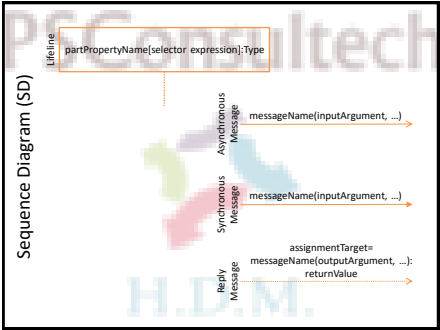 PSConsultech
Lifeline
partPropertyName[selector expression]:Type
Sequence Diagram (SD)
Asynchronous
Message
messageName(inputArgument, ...)
Synchronous
Message
messageName(inputArgument, ...)
Reply
Message
assignmentTarget=
messageName(outputArgument, ...):
returnValue
H.D.M.